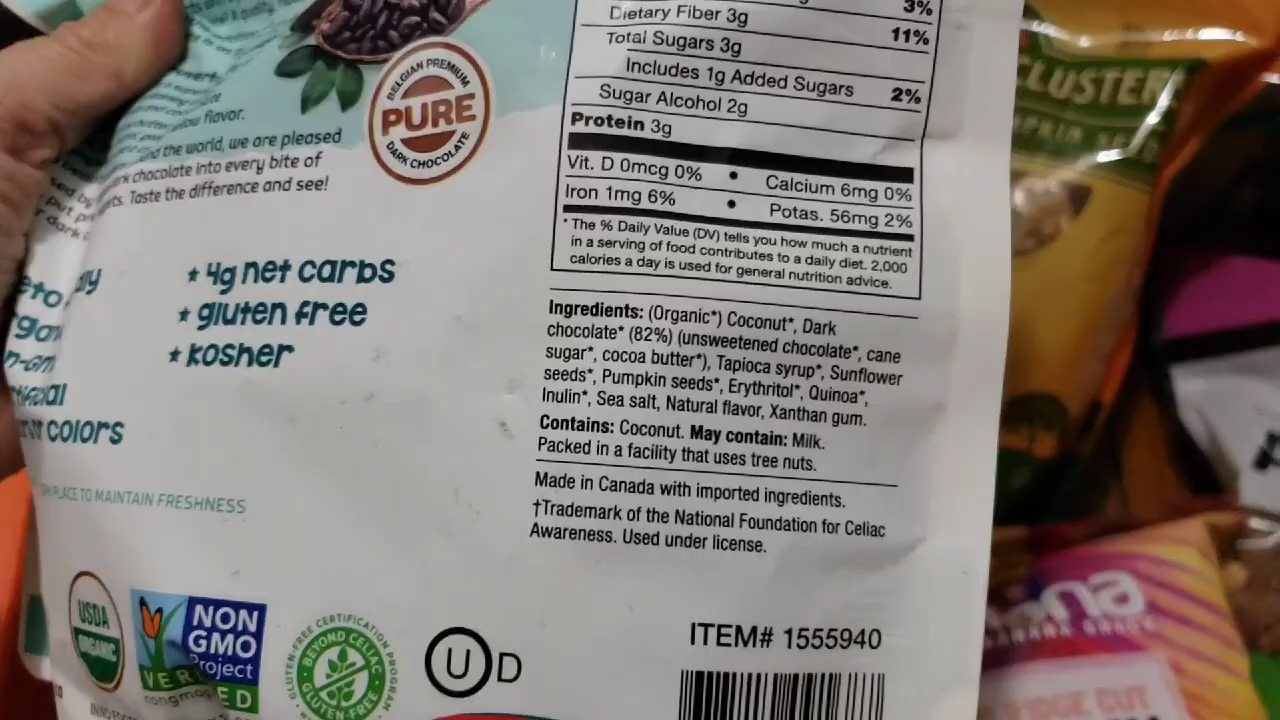 flavor.
the world, we are pleased
chocolate into every bite of
Taste the difference and see!
BELGIAN PREMIUM
PURE
DARK CHOCOLATE
3%
Dietary Fiber 3g 11%
Total Sugars 3g
Includes 1g Added Sugars 2%
Sugar Alcohol 2g
Protein 3g
Vit. D 0mcg 0% • Calcium 6mg 0%
Iron 1mg 6% • Potas. 56mg 2%
* The % Daily Value (DV) tells you how much a nutrient
in a serving of food contributes to a daily diet. 2,000
calories a day is used for general nutrition advice.
★ 4g net carbs
★ gluten free
★ kosher
colors
PLACE TO MAINTAIN FRESHNESS
Ingredients: (Organic*) Coconut*, Dark
chocolate* (82%) (unsweetened chocolate*, cane
sugar*, cocoa butter*), Tapioca syrup*, Sunflower
seeds*, Pumpkin seeds*, Erythritol*, Quinoa*,
Inulin*, Sea salt, Natural flavor, Xanthan gum.
Contains: Coconut. May contain: Milk.
Packed in a facility that uses tree nuts.
Made in Canada with imported ingredients.
†Trademark of the National Foundation for Celiac
Awareness. Used under license.
USDA
ORGANIC
NON
GMO
Project
VERIFIED
GLUTEN-FREE CERTIFICATION PROGRAM
BEYOND CELIAC
GLUTEN-FREE
U D
ITEM# 1555940
CLUSTER